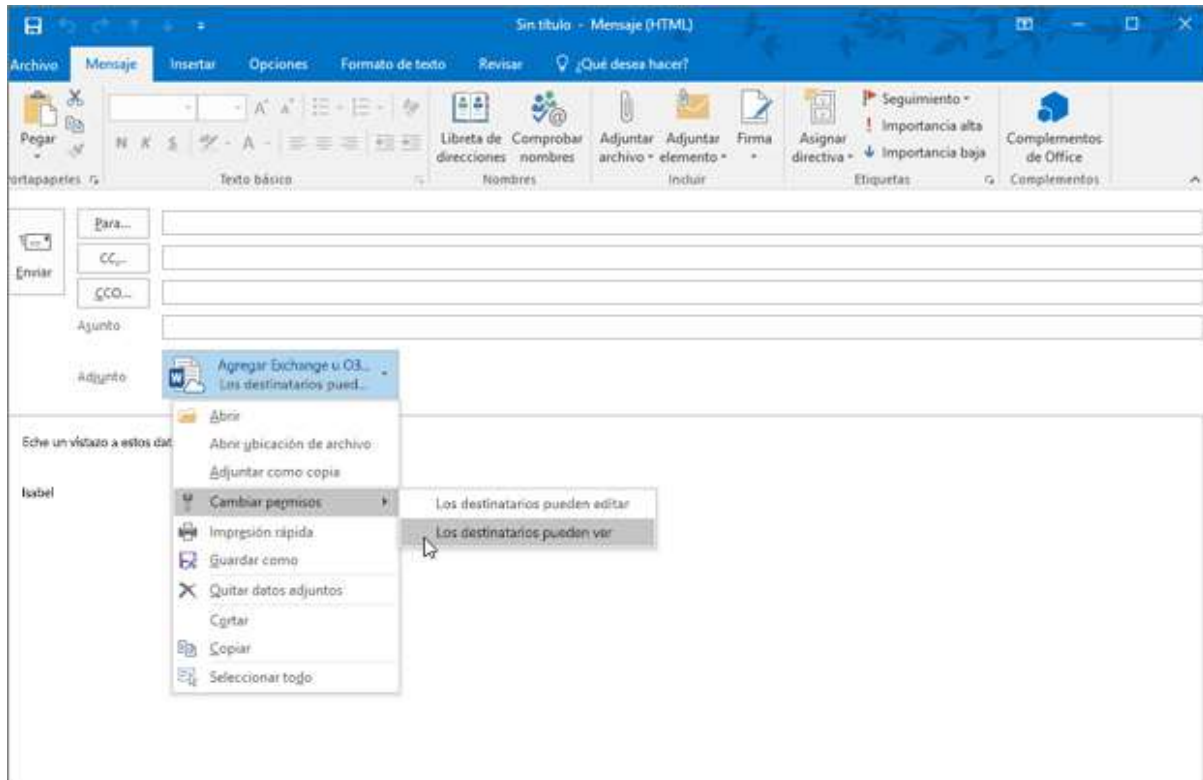 Sin título - Mensaje (HTML)
Archivo Mensaje Insertar Opciones Formato de texto Revisar ¿Qué desea hacer?
Pegar
N K S A
Libreta de direcciones
Comprobar nombres
Adjuntar archivo
Adjuntar elemento
Firma
Asignar directiva
Seguimiento
Importancia alta
Importancia baja
Complementos de Office
ortapapeles Texto básico Nombres Incluir Etiquetas Complementos
Enviar
Para...
CC...
CCO...
Asunto
Adjunto
Agregar Exchange u O3...
Los destinatarios pued...
Eche un vistazo a estos dat
Isabel
Abrir
Abrir ubicación de archivo
Adjuntar como copia
Cambiar permisos
Los destinatarios pueden editar
Los destinatarios pueden ver
Impresión rápida
Guardar como
Quitar datos adjuntos
Cortar
Copiar
Seleccionar todo